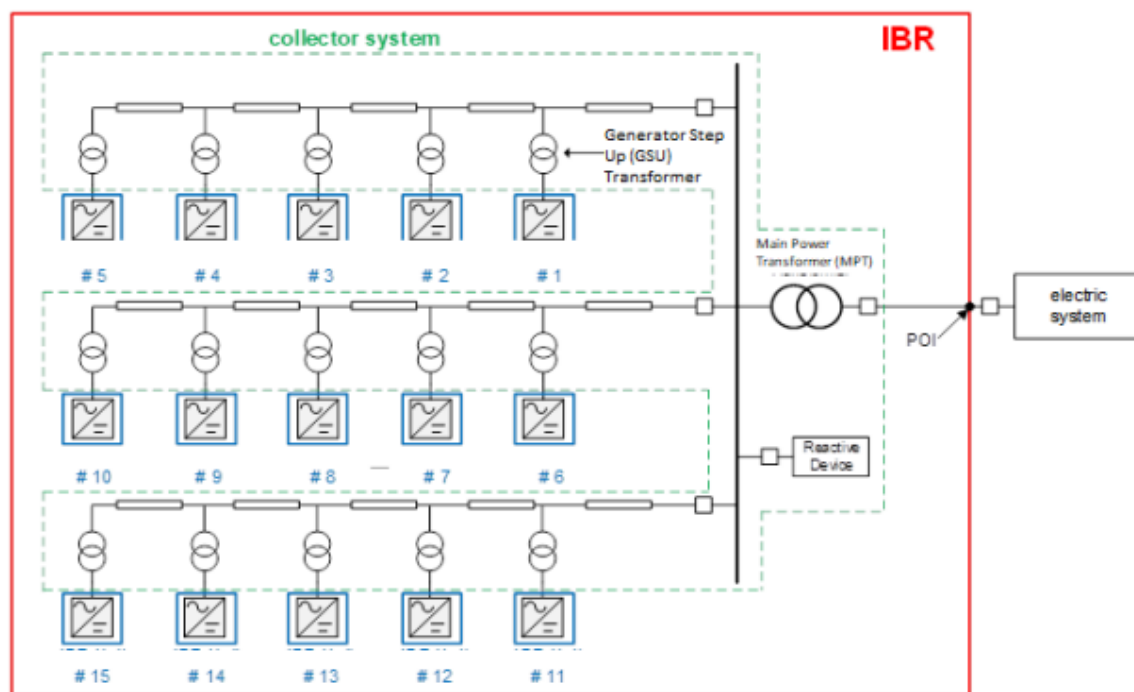 collector system
IBR
Generator Step
Up (GSU)
Transformer
# 5 # 4 # 3 # 2 # 1
Main Power
Transformer (MPT)
electric
system
POI
Reactive
Device
# 10 # 9 # 8 # 7 # 6
# 15 # 14 # 13 # 12 # 11